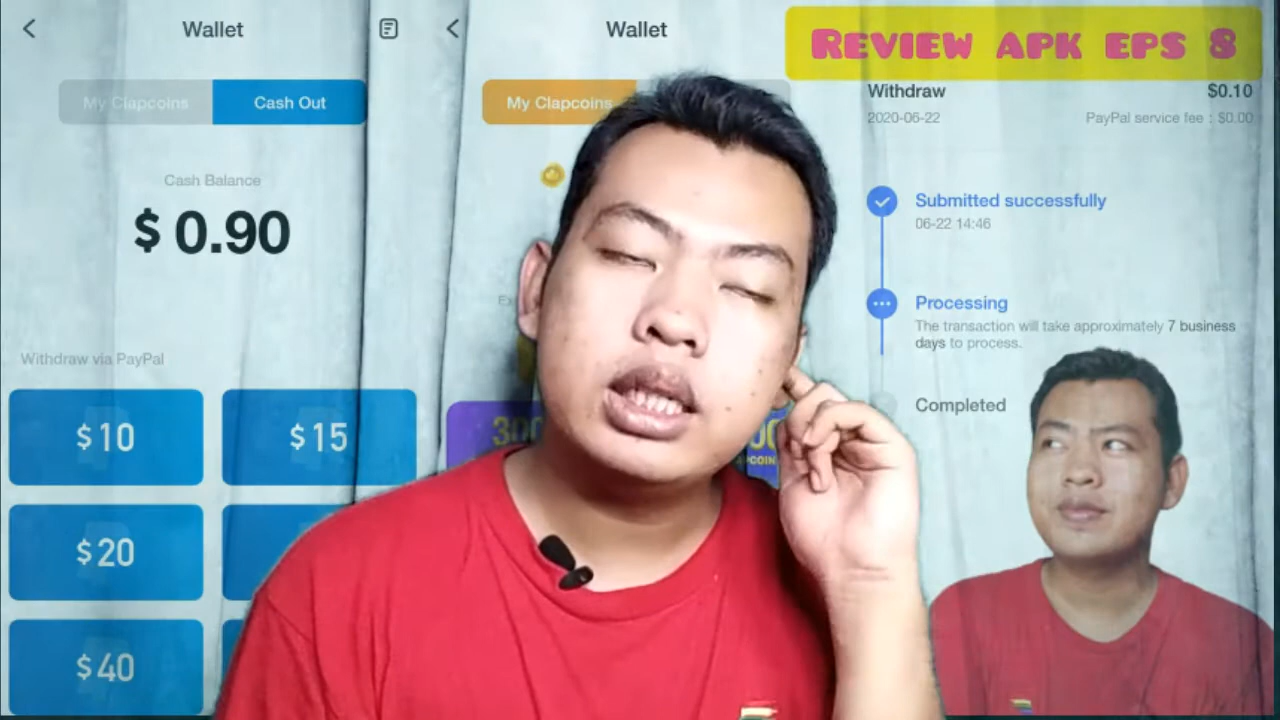 Wallet
My Clapcoins
Cash Out
Cash Balance
$ 0.90
Withdraw via PayPal
$10
$15
$20
$40
Wallet
My Clapcoins
REVIEW APK EPS 8
Withdraw
$0.10
2020-06-22
PayPal service fee : $0.00
Submitted successfully
06-22 14:46
Processing
The transaction will take approximately 7 business
days to process.
Completed